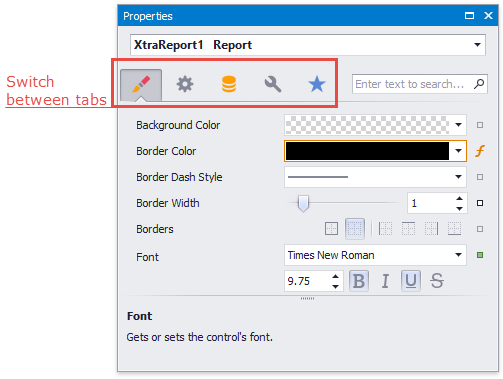 Properties
XtraReport1 Report
Switch
between tabs
Enter text to search...
Background Color
Border Color
f
Border Dash Style
Border Width
1
Borders
Font
Times New Roman
9.75
B I U S
Font
Gets or sets the control's font.